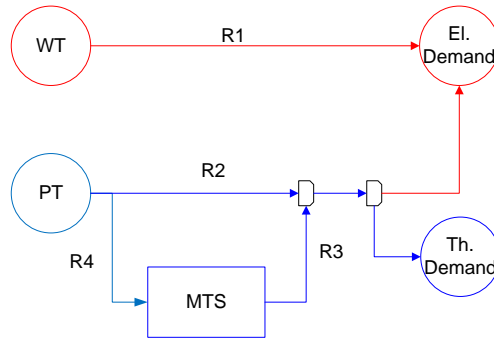 WT
R1
El.
Demand
PT
R2
R4
MTS
R3
Th.
Demand